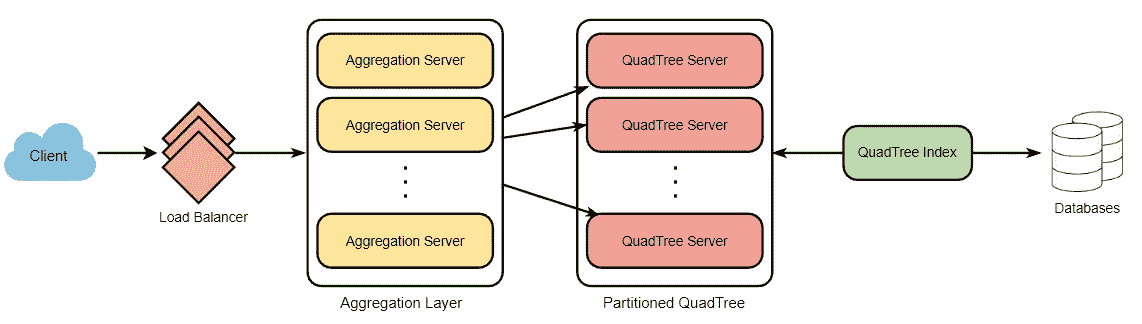 Client
Load Balancer
Aggregation Server
Aggregation Server
Aggregation Server
Aggregation Layer
QuadTree Server
QuadTree Server
QuadTree Server
Partitioned QuadTree
QuadTree Index
Databases